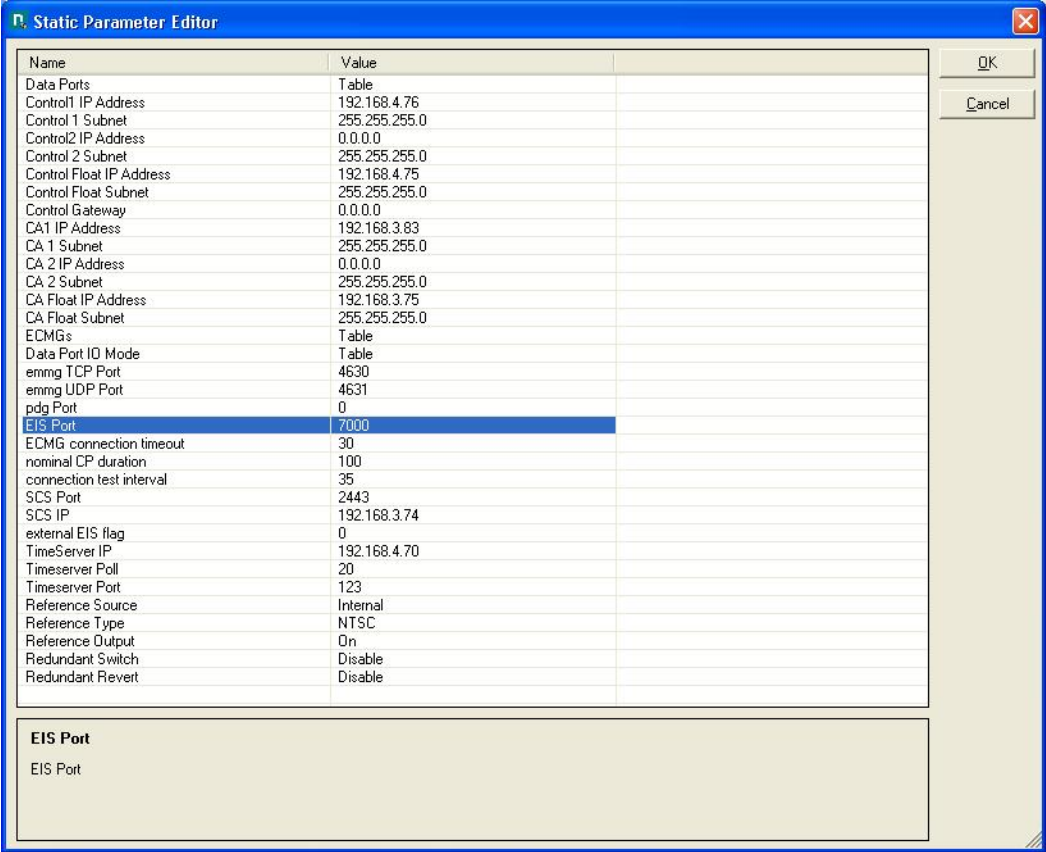 n. Static Parameter Editor
Name Value
OK
Data Ports Table
Control1 IP Address 192.168.4.76
Cancel
Control 1 Subnet 255.255.255.0
Control2 IP Address 0.0.0.0
Control 2 Subnet 255.255.255.0
Control Float IP Address 192.168.4.75
Control Float Subnet 255.255.255.0
Control Gateway 0.0.0.0
CA1 IP Address 192.168.3.83
CA 1 Subnet 255.255.255.0
CA 2 IP Address 0.0.0.0
CA 2 Subnet 255.255.255.0
CA Float IP Address 192.168.3.75
CA Float Subnet 255.255.255.0
ECMGs Table
Data Port IO Mode Table
emmg TCP Port 4630
emmg UDP Port 4631
pdg Port 0
EIS Port 7000
ECMG connection timeout 30
nominal CP duration 100
connection test interval 35
SCS Port 2443
SCS IP 192.168.3.74
external EIS flag 0
TimeServer IP 192.168.4.70
Timeserver Poll 20
Timeserver Port 123
Reference Source Internal
Reference Type NTSC
Reference Output On
Redundant Switch Disable
Redundant Revert Disable
EIS Port
EIS Port